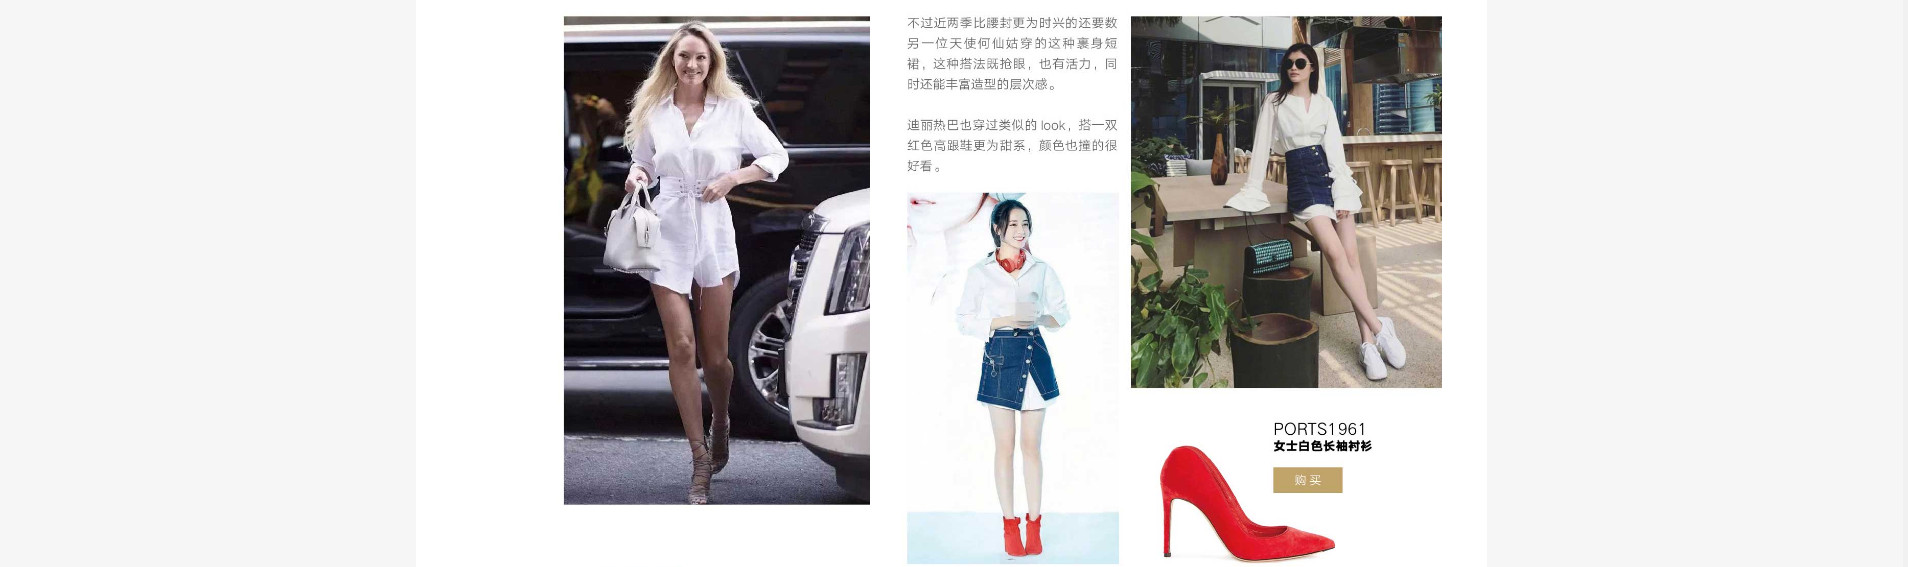 不过近两季比腰封更为时兴的还要数
另一位天使何仙姑穿的这种裹身短
裙，这种搭法既抢眼，也有活力，同
时还能丰富造型的层次感。
迪丽热巴也穿过类似的 look，搭一双
红色高跟鞋更为甜系，颜色也撞的很
好看。
PORTS1961
女士白色长袖衬衫
购买